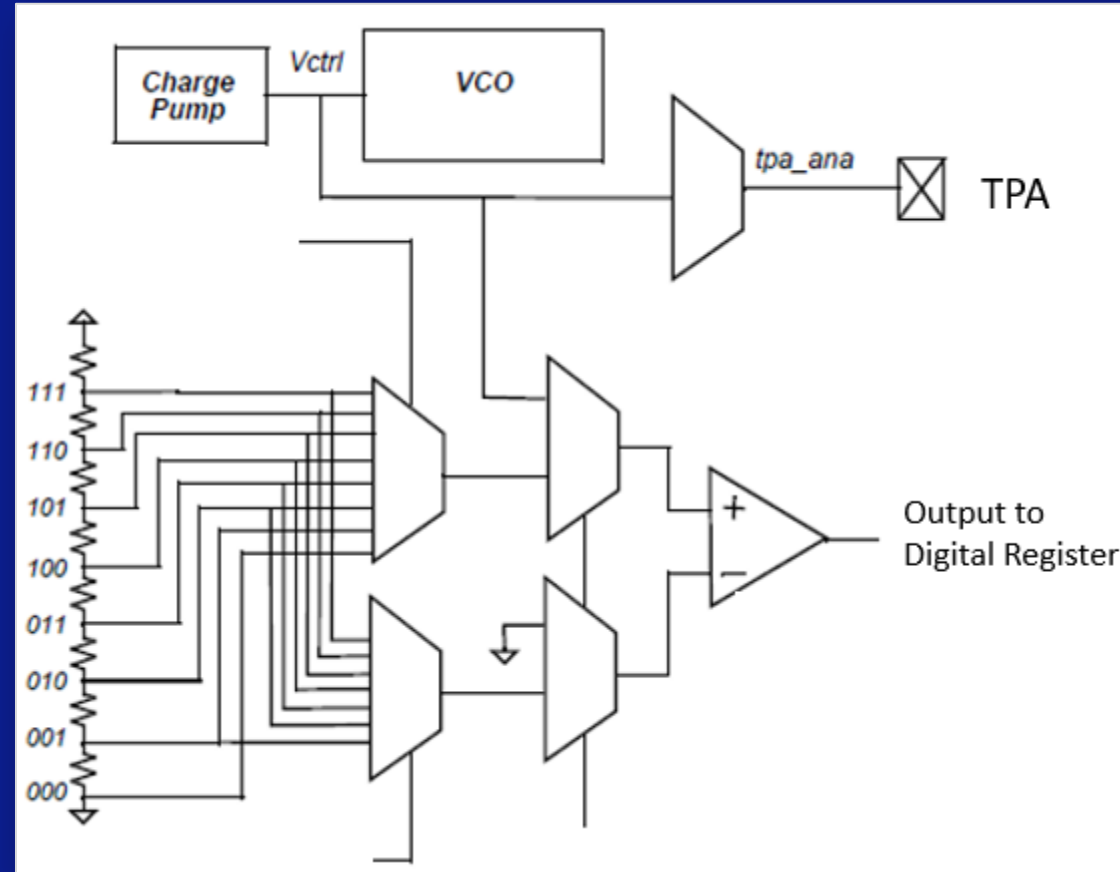 Charge
Pump
Vctrl
VCO
tpa_ana
TPA
111
110
101
100
011
010
001
000
+
−
Output to
Digital Register